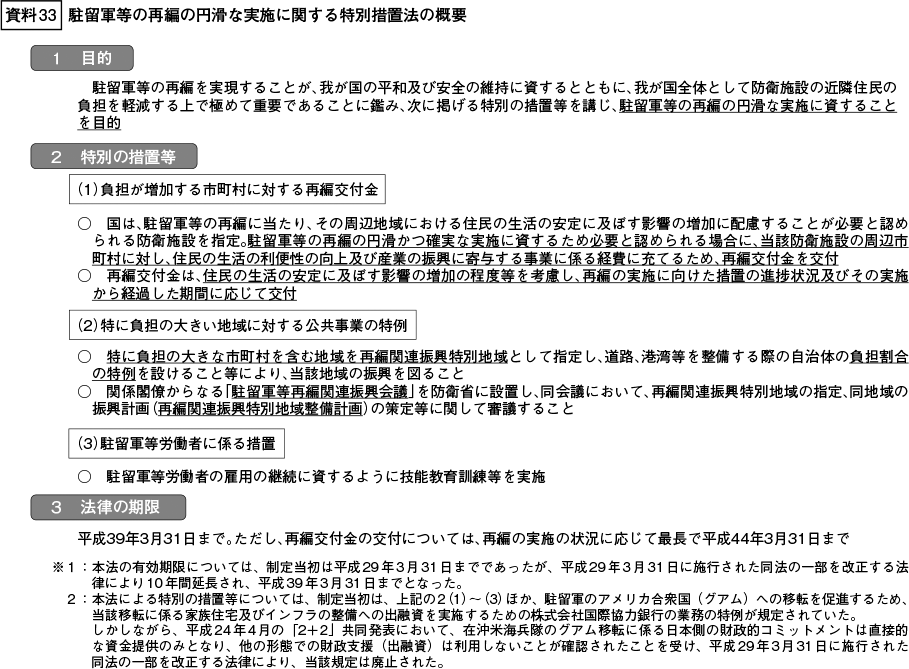 資料33 駐留軍等の再編の円滑な実施に関する特別措置法の概要
1 目的
駐留軍等の再編を実現することが、我が国の平和及び安全の維持に資するとともに、我が国全体として防衛施設の近隣住民の
負担を軽減する上で極めて重要であることに鑑み、次に掲げる特別の措置等を講じ、駐留軍等の再編の円滑な実施に資すること
を目的
2 特別の措置等
(1)負担が増加する市町村に対する再編交付金
○ 国は、駐留軍等の再編に当たり、その周辺地域における住民の生活の安定に及ぼす影響の増加に配慮することが必要と認め
られる防衛施設を指定。駐留軍等の再編の円滑かつ確実な実施に資するため必要と認められる場合に、当該防衛施設の周辺市
町村に対し、住民の生活の利便性の向上及び産業の振興に寄与する事業に係る経費に充てるため、再編交付金を交付
○ 再編交付金は、住民の生活の安定に及ぼす影響の増加の程度等を考慮し、再編の実施に向けた措置の進捗状況及びその実施
から経過した期間に応じて交付
(2)特に負担の大きい地域に対する公共事業の特例
○ 特に負担の大きな市町村を含む地域を再編関連振興特別地域として指定し、道路、港湾等を整備する際の自治体の負担割合
の特例を設けること等により、当該地域の振興を図ること
○ 関係閣僚からなる「駐留軍等再編関連振興会議」を防衛省に設置し、同会議において、再編関連振興特別地域の指定、同地域の
振興計画(再編関連振興特別地域整備計画)の策定等に関して審議すること
(3)駐留軍等労働者に係る措置
○ 駐留軍等労働者の雇用の継続に資するように技能教育訓練等を実施
3 法律の期限
平成39年3月31日まで。ただし、再編交付金の交付については、再編の実施の状況に応じて最長で平成44年3月31日まで
※1:本法の有効期限については、制定当初は平成29年3月31日までであったが、平成29年3月31日に施行された同法の一部を改正する法
律により10年間延長され、平成39年3月31日までとなった。
2:本法による特別の措置等については、制定当初は、上記の2(1)~(3)ほか、駐留軍のアメリカ合衆国(グアム)への移転を促進するため、
当該移転に係る家族住宅及びインフラの整備への出融資を実施するための株式会社国際協力銀行の業務の特例が規定されていた。
しかしながら、平成24年4月の「2+2」共同発表において、在沖米海兵隊のグアム移転に係る日本側の財政的コミットメントは直接的
な資金提供のみとなり、他の形態での財政支援(出融資)は利用しないことが確認されたことを受け、平成29年3月31日に施行された
同法の一部を改正する法律により、当該規定は廃止された。